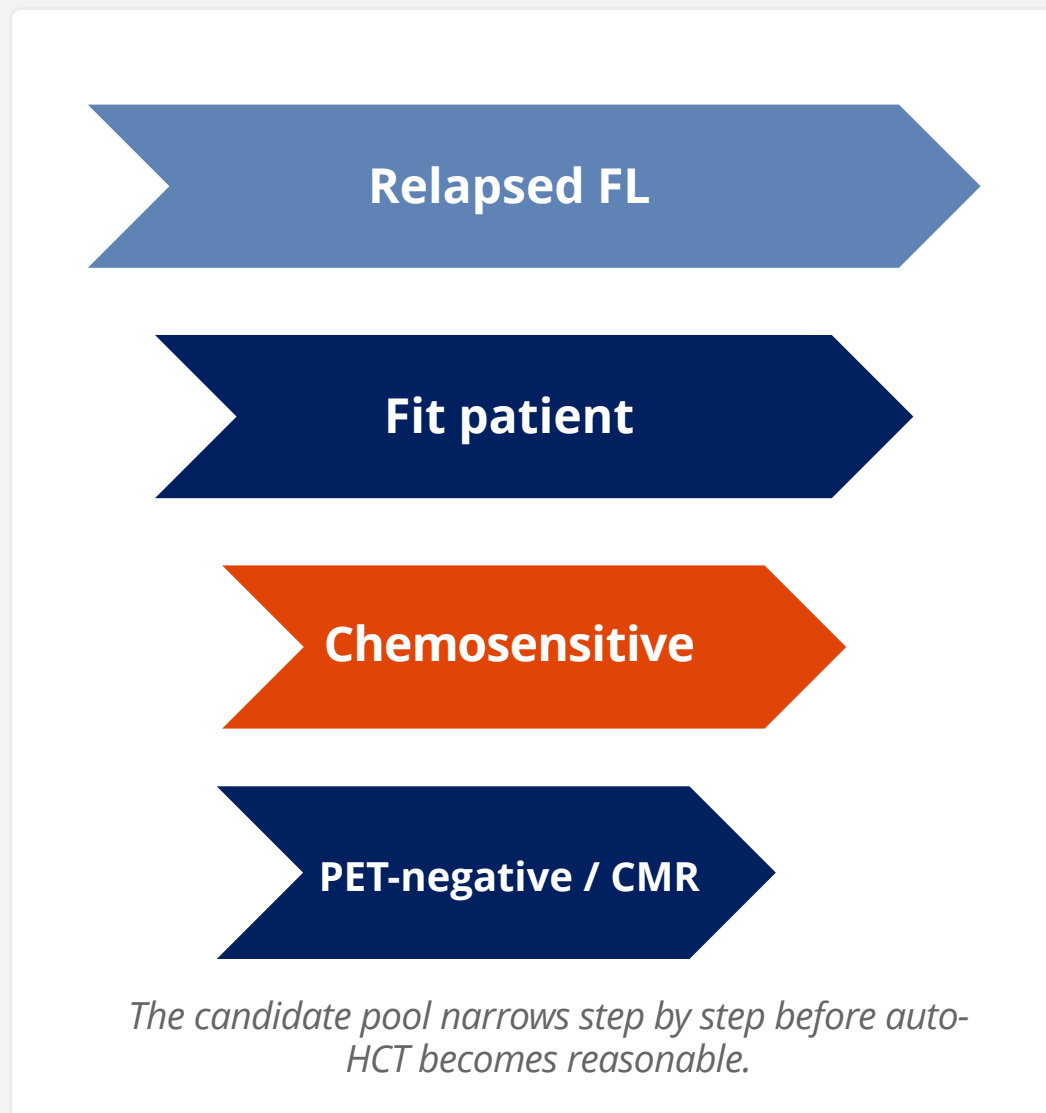 Relapsed FL
Fit patient
Chemosensitive
PET-negative / CMR
The candidate pool narrows step by step before auto-
HCT becomes reasonable.